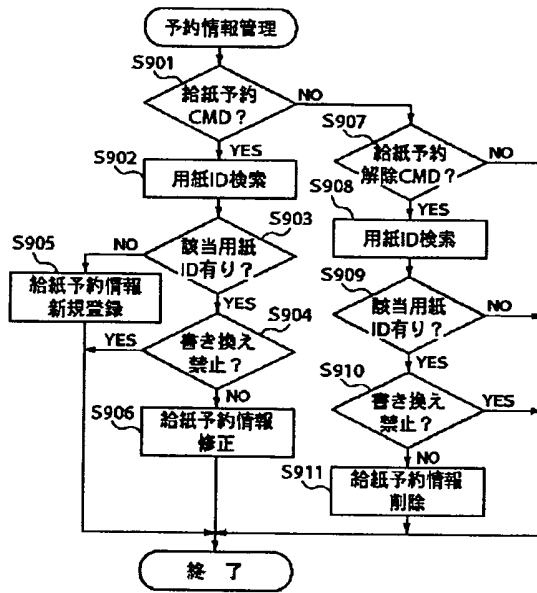 予約情報管理
S901
給紙予約
CMD?
NO
YES
S902
用紙ID検索
S903
該当用紙
ID有り?
NO
YES
S905
給紙予約情報
新規登録
S904
書き換え
禁止?
YES
NO
S906
給紙予約情報
修正
S907
給紙予約
解除CMD?
NO
YES
S908
用紙ID検索
S909
該当用紙
ID有り?
NO
YES
S910
書き換え
禁止?
YES
NO
S911
給紙予約情報
削除
終 了